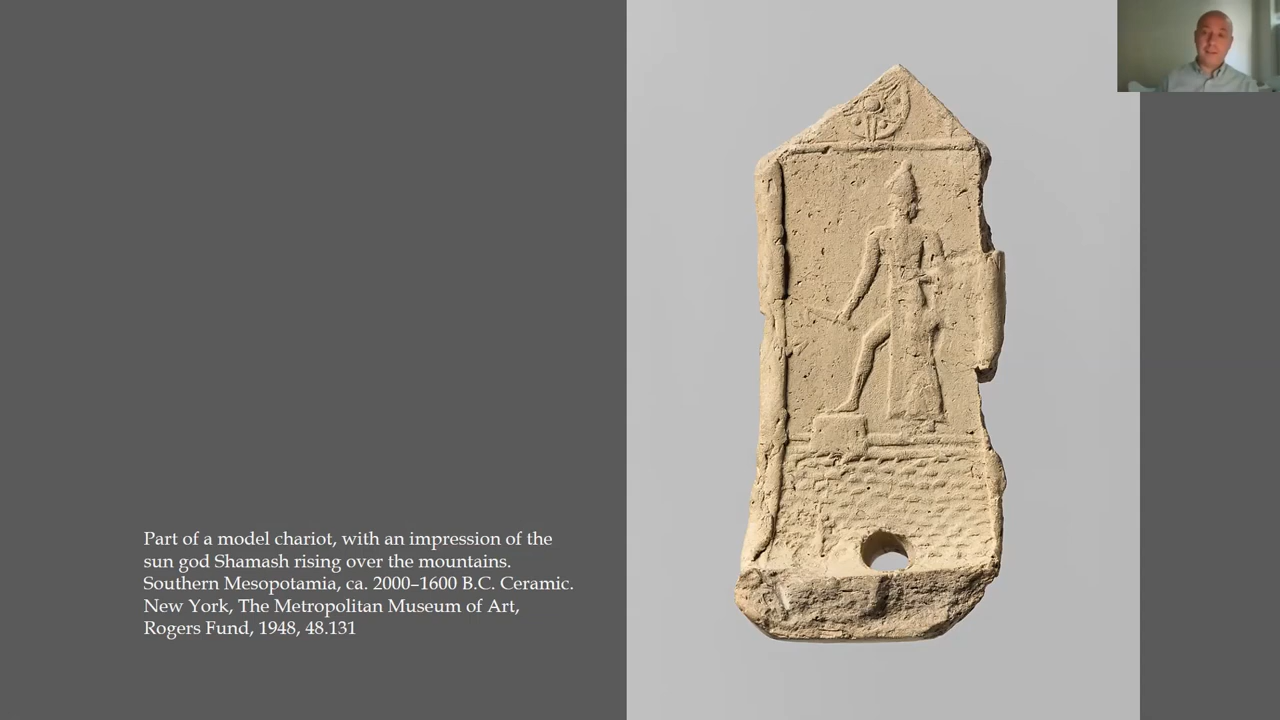 Part of a model chariot, with an impression of the
sun god Shamash rising over the mountains.
Southern Mesopotamia, ca. 2000–1600 B.C. Ceramic.
New York, The Metropolitan Museum of Art,
Rogers Fund, 1948, 48.131